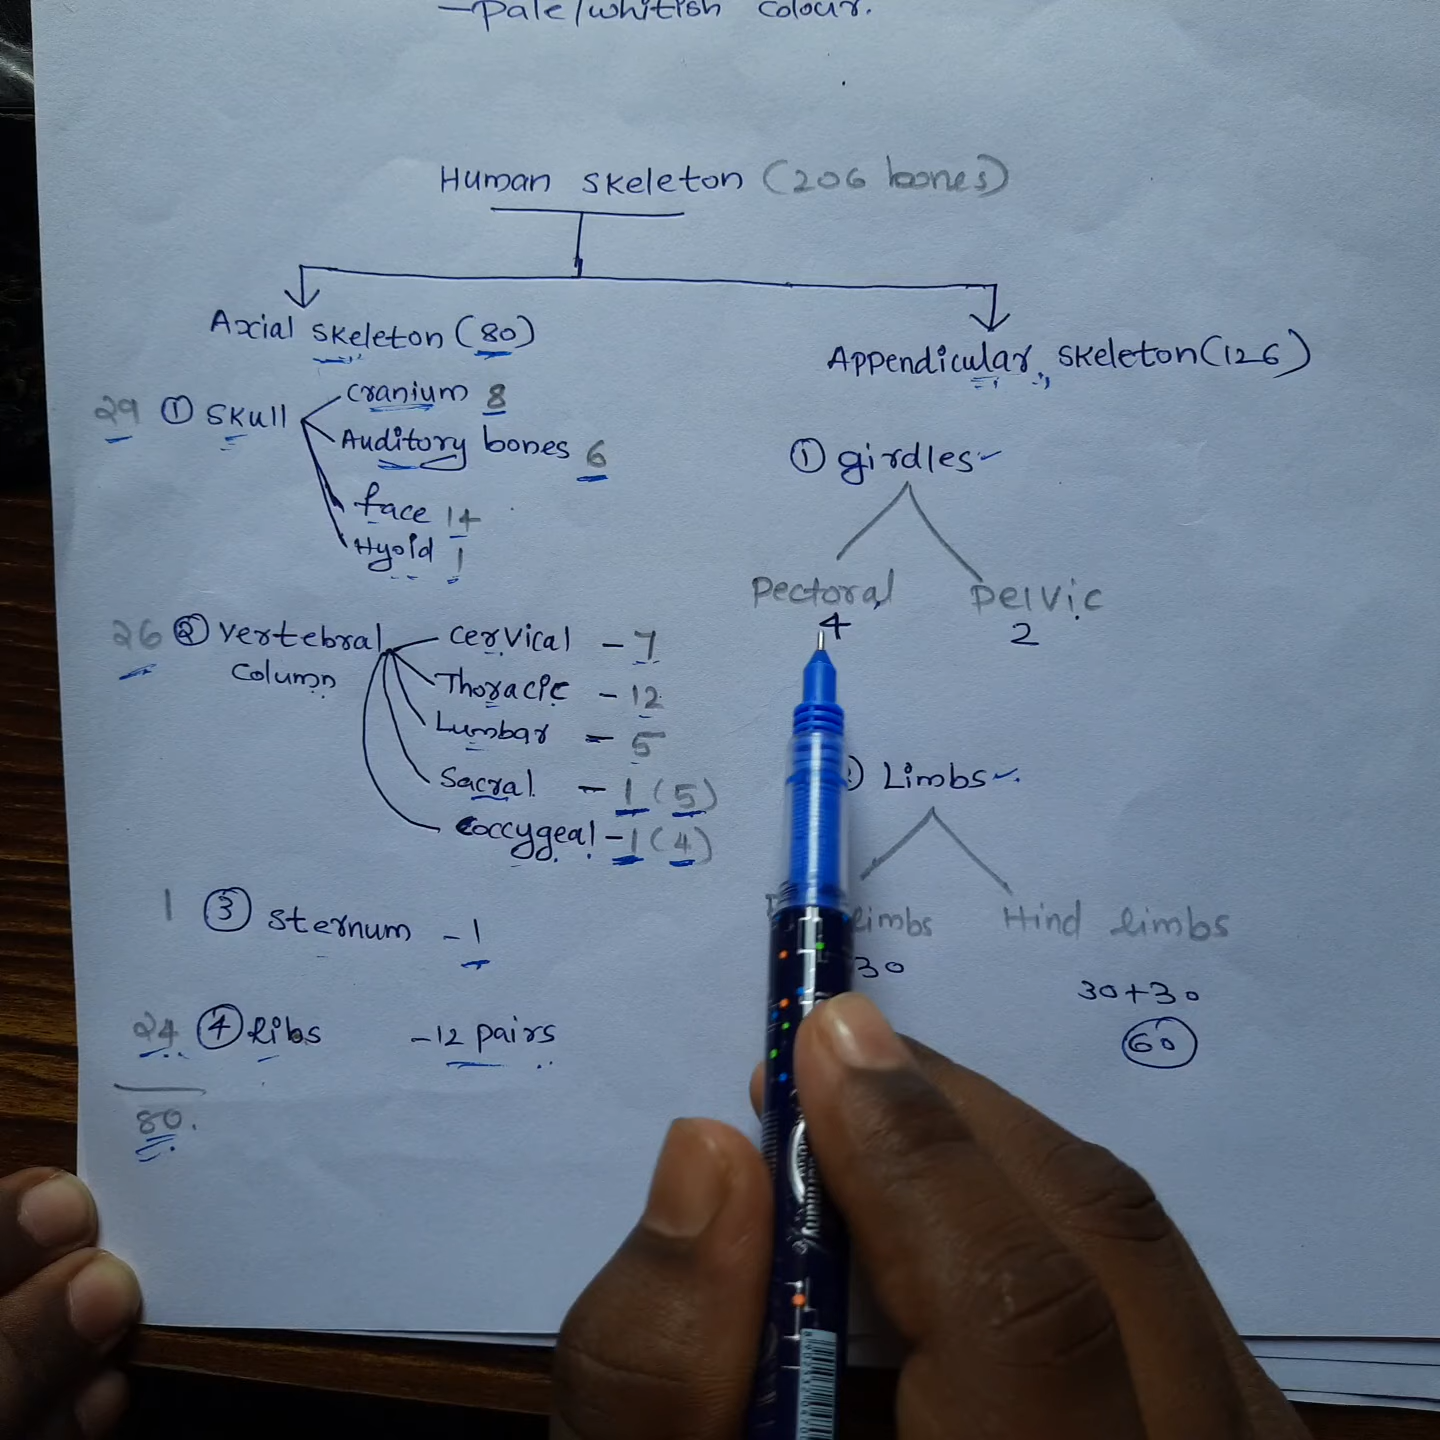 -pale/whitish colour.
Human skeleton (206 bones)
Axial skeleton (80)
29 ① Skull
Cranium 8
Auditory bones 6
face 14
Hyoid 1
26 ② Vertebral column
Cervical - 7
Thoracic - 12
Lumbar - 5
Sacral - 1 (5)
Coccygeal - 1 (4)
1 ③ Sternum - 1
24 ④ Ribs - 12 pairs
80.
Appendicular skeleton (126)
① girdles
Pectoral Pelvic
4 2
Limbs
limbs Hind limbs
30 30+30
60